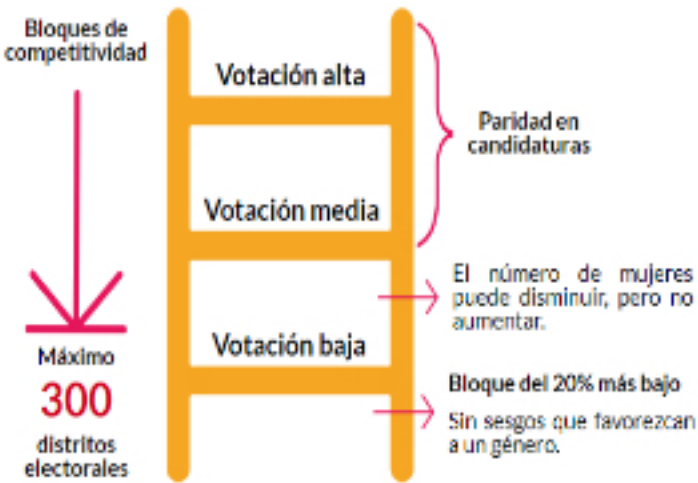 Bloques de
competitividad
Votación alta
Paridad en
candidaturas
Votación media
El número de mujeres
puede disminuir, pero no
aumentar.
Votación baja
Máximo
300
distritos
electorales
Bloque del 20% más bajo
Sin sesgos que favorezcan
a un género.